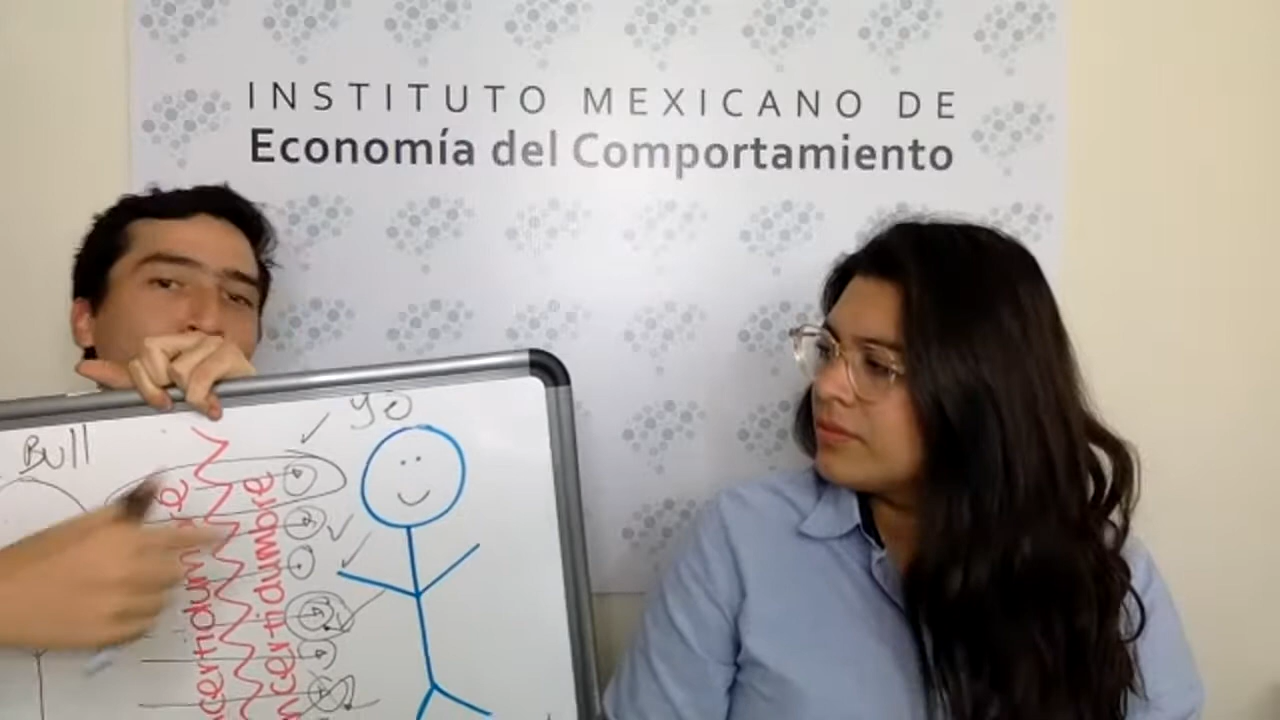 INSTITUTO MEXICANO DE
Economía del Comportamiento
Bull
yo
incertidumbre